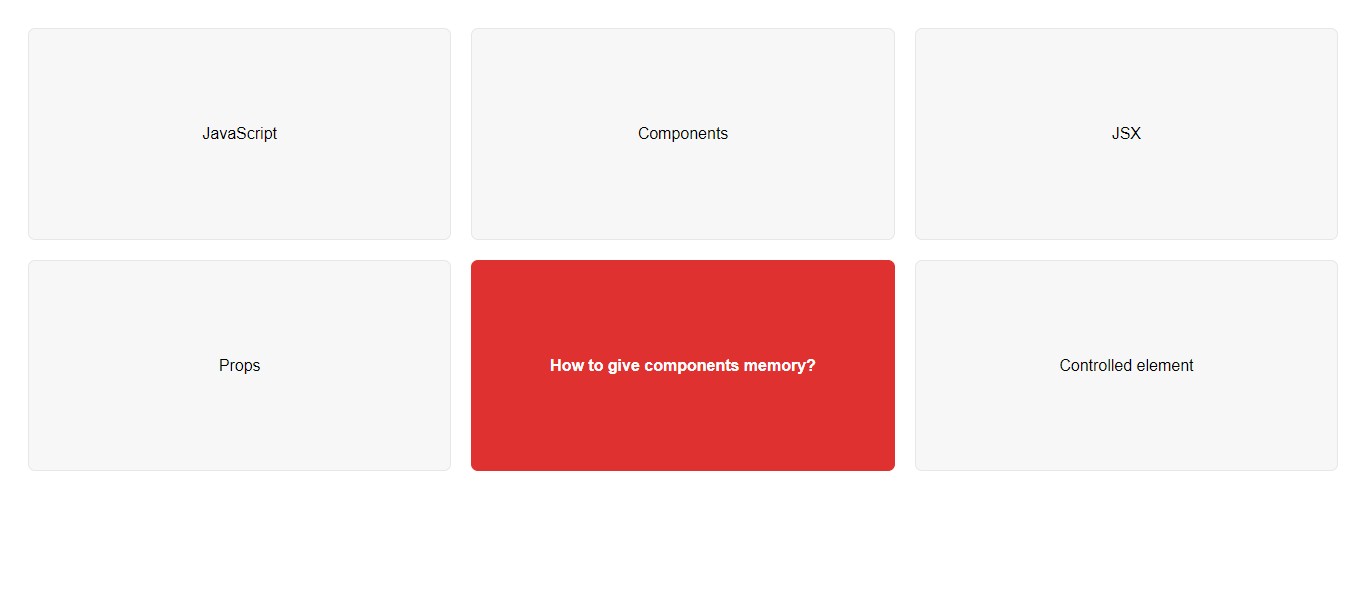 JavaScript
Components
JSX
Props
How to give components memory?
Controlled element